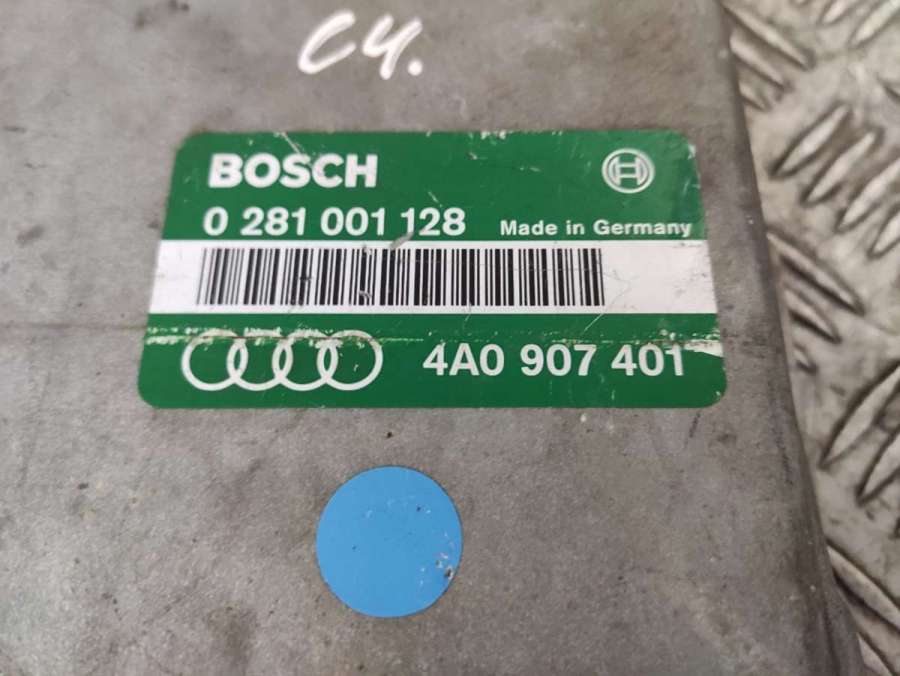 C4.
BOSCH
0 281 001 128 Made in Germany
4A0 907 401